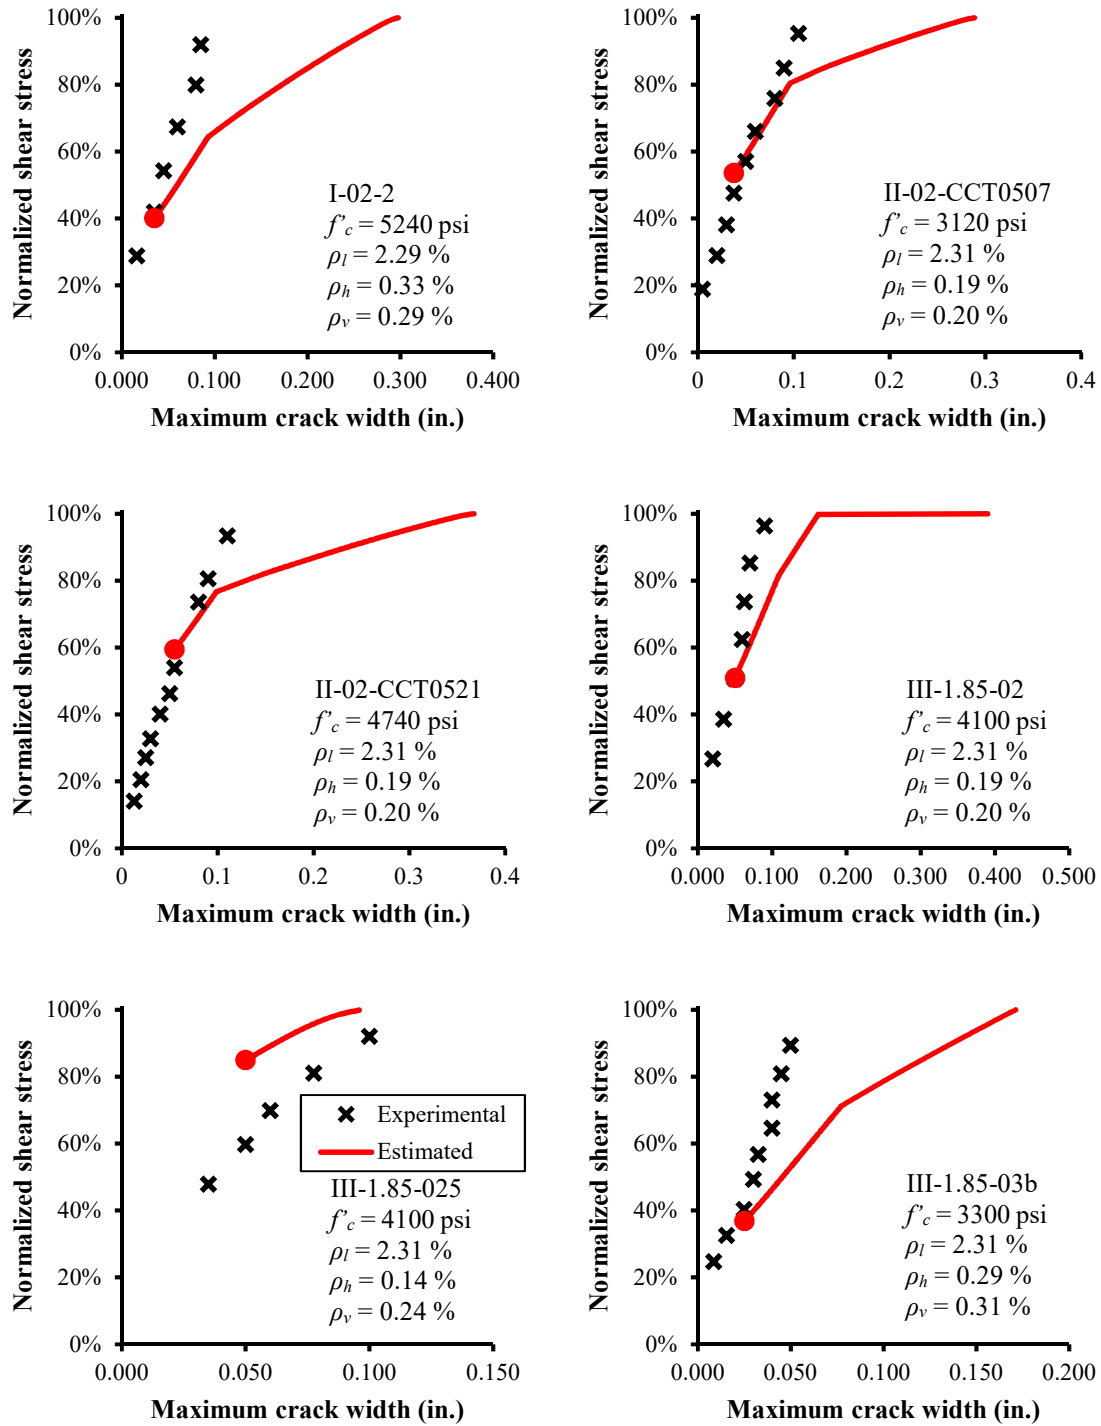 100%
80%
60%
40%
20%
0%
Normalized shear stress
I-02-2
f'c = 5240 psi
ρl = 2.29 %
ρh = 0.33 %
ρv = 0.29 %
0.000 0.100 0.200 0.300 0.400
Maximum crack width (in.)
100%
80%
60%
40%
20%
0%
Normalized shear stress
II-02-CCT0507
f'c = 3120 psi
ρl = 2.31 %
ρh = 0.19 %
ρv = 0.20 %
0 0.1 0.2 0.3 0.4
Maximum crack width (in.)
100%
80%
60%
40%
20%
0%
Normalized shear stress
II-02-CCT0521
f'c = 4740 psi
ρl = 2.31 %
ρh = 0.19 %
ρv = 0.20 %
0 0.1 0.2 0.3 0.4
Maximum crack width (in.)
100%
80%
60%
40%
20%
0%
Normalized shear stress
III-1.85-02
f'c = 4100 psi
ρl = 2.31 %
ρh = 0.19 %
ρv = 0.20 %
0.000 0.100 0.200 0.300 0.400 0.500
Maximum crack width (in.)
100%
80%
60%
40%
20%
0%
Normalized shear stress
Experimental
Estimated
III-1.85-025
f'c = 4100 psi
ρl = 2.31 %
ρh = 0.14 %
ρv = 0.24 %
0.000 0.050 0.100 0.150
Maximum crack width (in.)
100%
80%
60%
40%
20%
0%
Normalized shear stress
III-1.85-03b
f'c = 3300 psi
ρl = 2.31 %
ρh = 0.29 %
ρv = 0.31 %
0.000 0.050 0.100 0.150 0.200
Maximum crack width (in.)